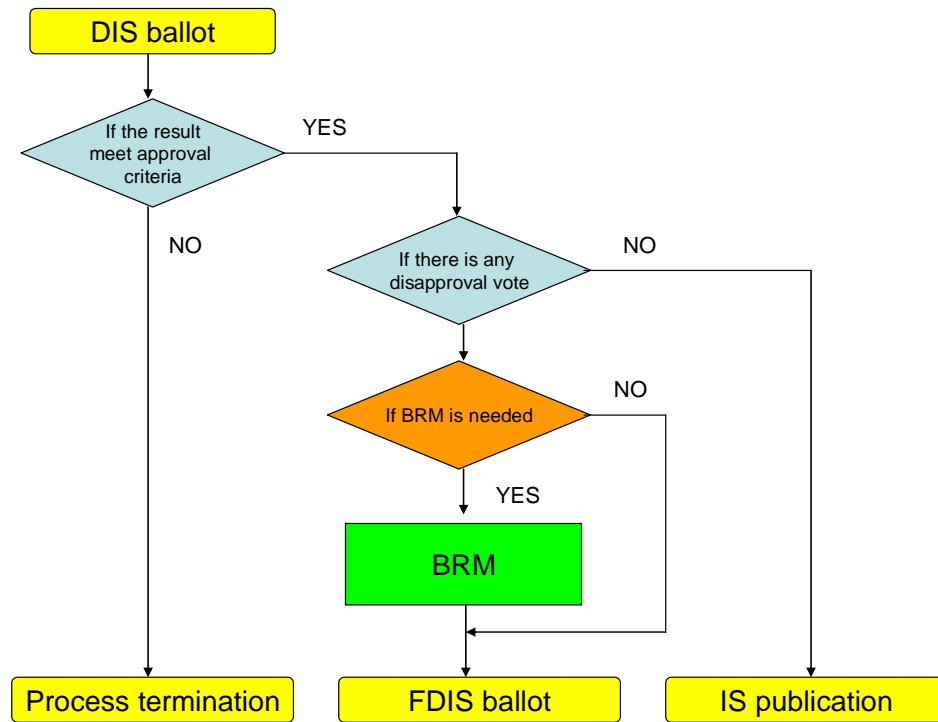 DIS ballot
If the result
meet approval
criteria
YES
NO
If there is any
disapproval vote
NO
If BRM is needed
NO
YES
BRM
Process termination
FDIS ballot
IS publication